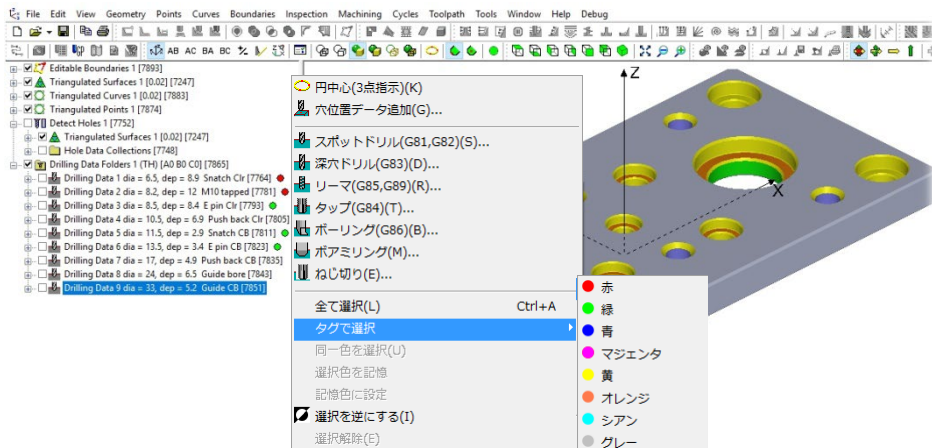 File Edit View Geometry Points Curves Boundaries Inspection Machining Cycles Toolpath Tools Window Help Debug
AB AC BA BC
Editable Boundaries 1 [7893]
Triangulated Surfaces 1 [0.02] [7247]
Triangulated Curves 1 [0.02] [7883]
Triangulated Points 1 [7874]
Detect Holes 1 [7752]
Triangulated Surfaces 1 [0.02] [7247]
Hole Data Collections [7748]
Drilling Data Folders 1 (TH) [A0 B0 C0] [7865]
Drilling Data 1 dia = 6.5, dep = 8.9 Snatch Clr [7764]
Drilling Data 2 dia = 8.2, dep = 12 M10 tapped [7781]
Drilling Data 3 dia = 8.5, dep = 8.4 E pin Clr [7793]
Drilling Data 4 dia = 10.5, dep = 6.9 Push back Clr [7805]
Drilling Data 5 dia = 11.5, dep = 2.9 Snatch CB [7811]
Drilling Data 6 dia = 13.5, dep = 3.4 E pin CB [7823]
Drilling Data 7 dia = 17, dep = 4.9 Push back CB [7835]
Drilling Data 8 dia = 24, dep = 6.5 Guide bore [7843]
Drilling Data 9 dia = 33, dep = 5.2 Guide CB [7851]
円中心(3点指示)(K)
穴位置データ追加(G)...
スポットドリル(G81,G82)(S)...
深穴ドリル(G83)(D)...
リーマ(G85,G89)(R)...
タップ(G84)(T)...
ボーリング(G86)(B)...
ボアミリング(M)...
ねじ切り(E)...
全て選択(L) Ctrl+A
タグで選択
同一色を選択(U)
選択色を記憶
記憶色に設定
選択を逆にする(I)
選択解除(E)
赤
緑
青
マジェンタ
黄
オレンジ
シアン
グレー
Z
X